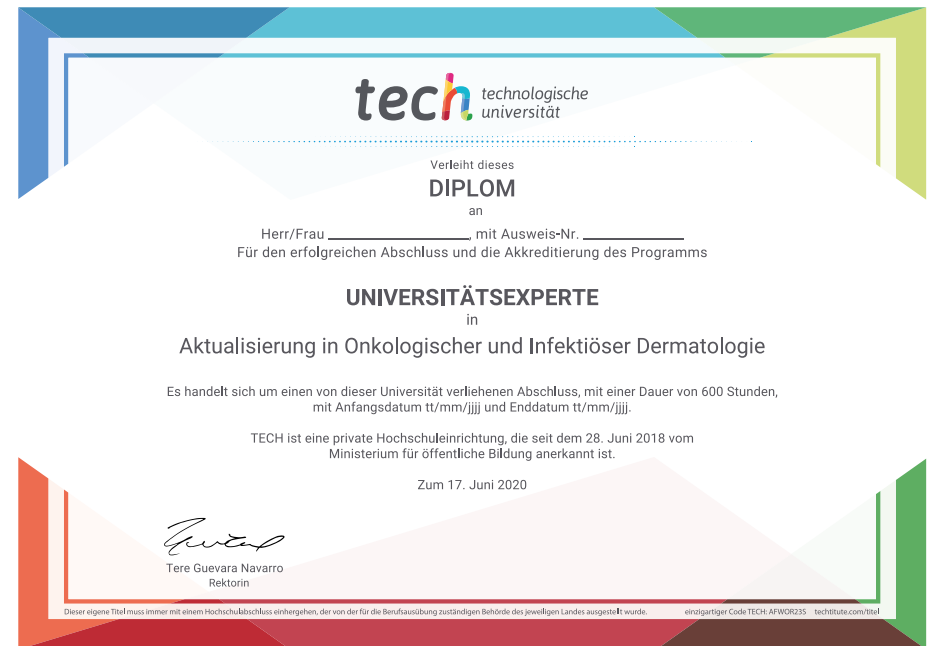 tech technologische
universität
Verleiht dieses
DIPLOM
an
Herr/Frau ____________________, mit Ausweis-Nr. ______________
Für den erfolgreichen Abschluss und die Akkreditierung des Programms
UNIVERSITÄTSEXPERTE
in
Aktualisierung in Onkologischer und Infektiöser Dermatologie
Es handelt sich um einen von dieser Universität verliehenen Abschluss, mit einer Dauer von 600 Stunden,
mit Anfangsdatum tt/mm/jjjj und Enddatum tt/mm/jjjj.
TECH ist eine private Hochschuleinrichtung, die seit dem 28. Juni 2018 vom
Ministerium für öffentliche Bildung anerkannt ist.
Zum 17. Juni 2020
Tere Guevara Navarro
Rektorin
Dieser eigene Titel muss immer mit einem Hochschulabschluss einhergehen, der von der für die Berufsausübung zuständigen Behörde des jeweiligen Landes ausgestellt wurde. einzigartiger Code TECH: AFWOR23S techtitute.com/titel